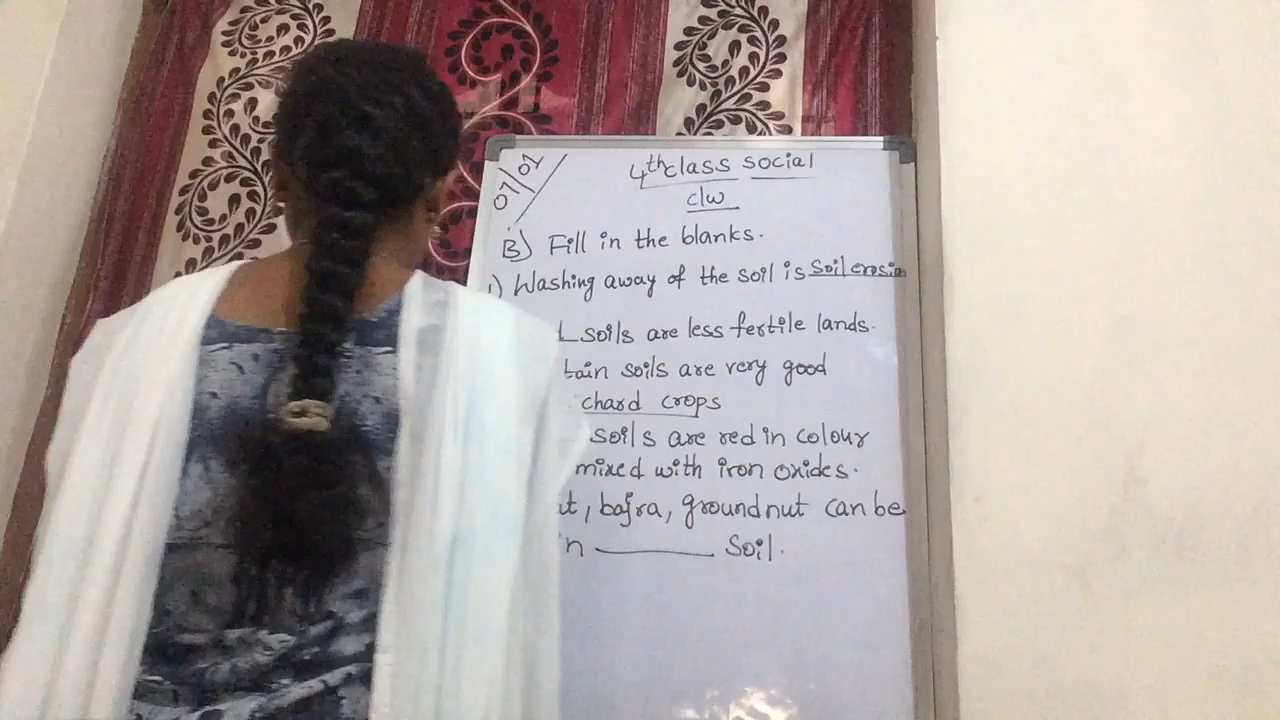 01/01
4th class social
c/w
B) Fill in the blanks.
1) Washing away of the soil is Soil erosion
soils are less fertile lands.
tain soils are very good
chard crops
soils are red in colour
mixed with iron oxides.
, bajra, groundnut can be
n ______ Soil.